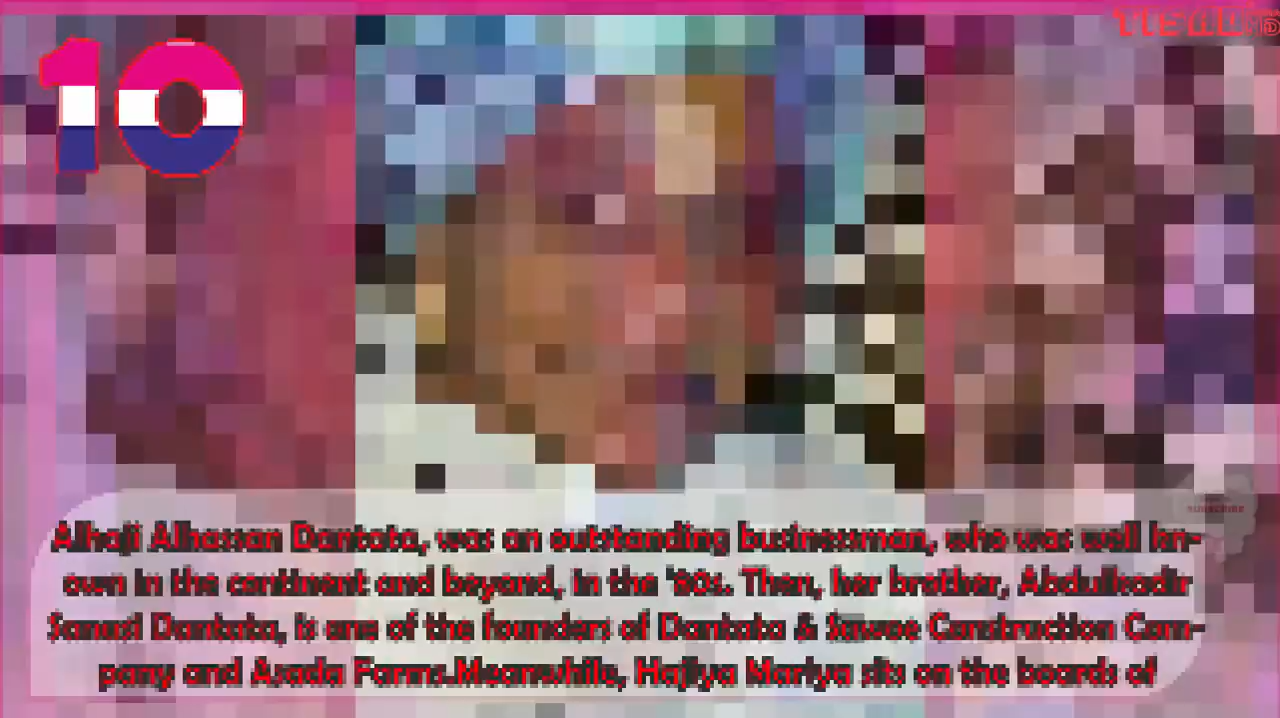 10
Alhaji Alhassan Dantata, was an outstanding businessman, who was well kn-
own in the continent and beyond, in the '80s. Then, her brother, Abdulkadir
Sanusi Dantata, is one of the founders of Dantata & Sawoe Construction Com-
pany and Asada Farms.Meanwhile, Hajiya Mariya sits on the boards of
SUBSCRIBE